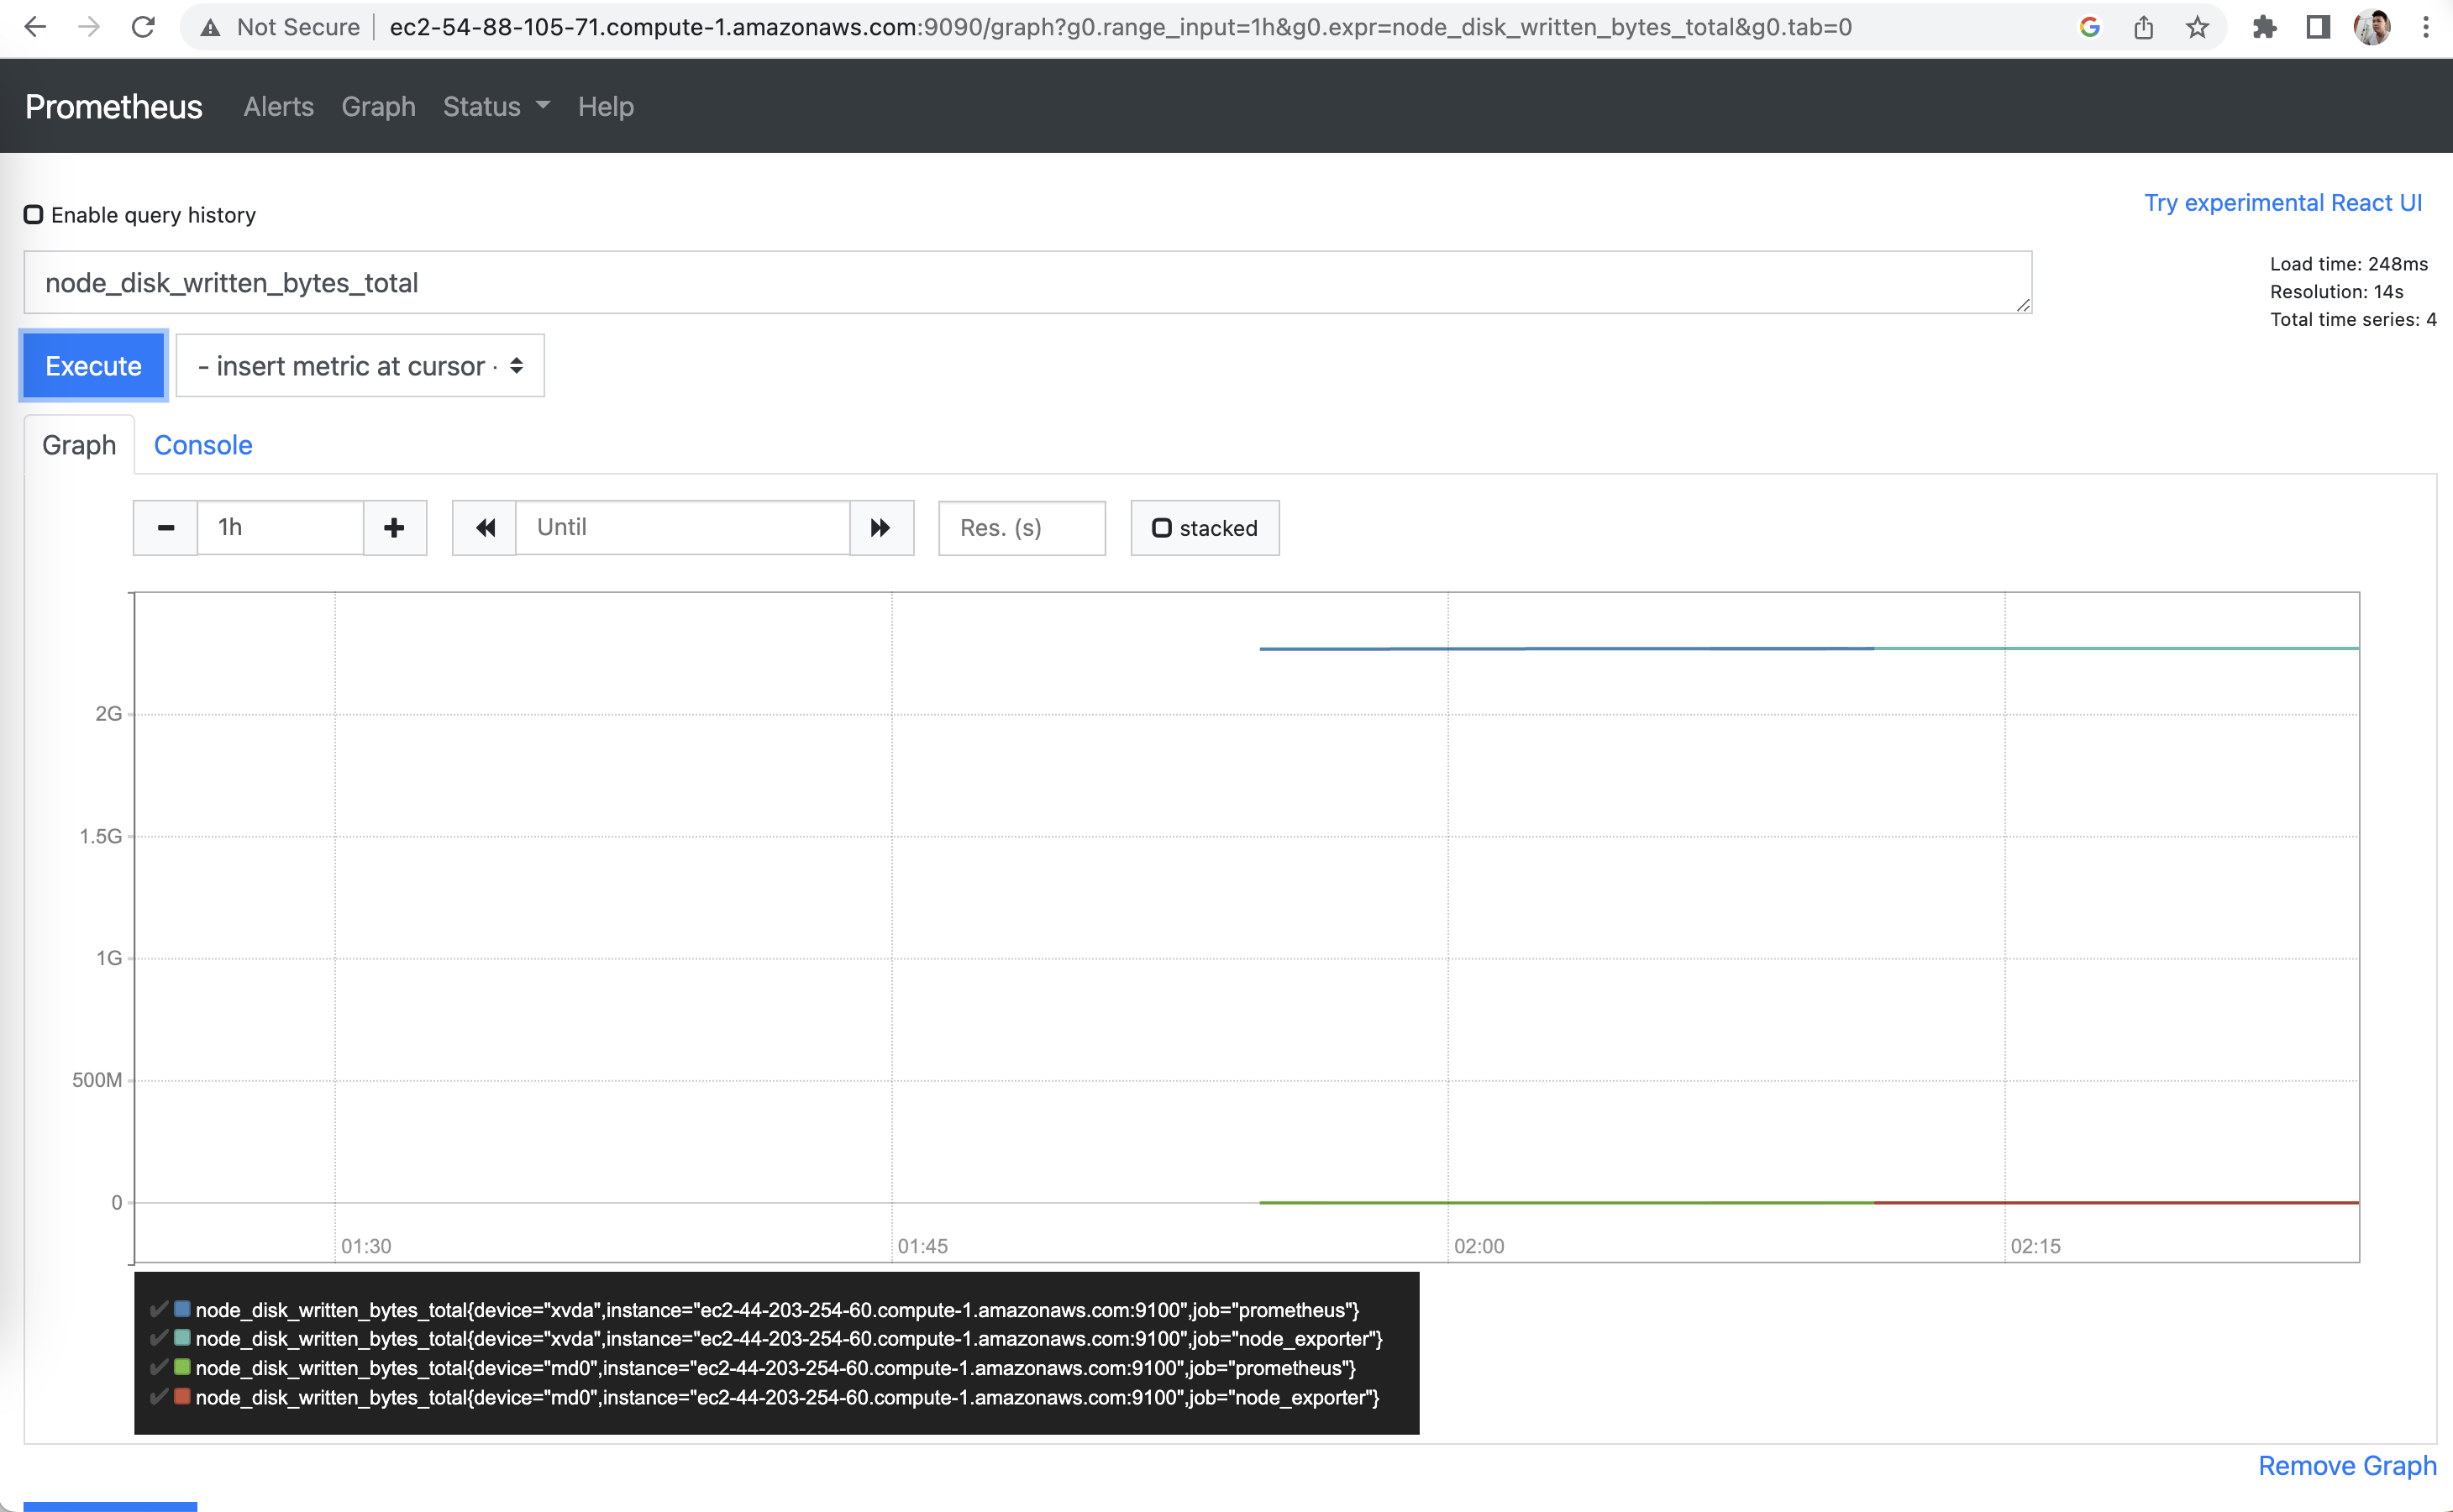 Not Secure ec2-54-88-105-71.compute-1.amazonaws.com:9090/graph?g0.range_input=1h&g0.expr=node_disk_written_bytes_total&g0.tab=0
Prometheus Alerts Graph Status Help
Try experimental React UI
Enable query history
node_disk_written_bytes_total
Load time: 248ms
Resolution: 14s
Total time series: 4
Execute - insert metric at cursor -
Graph Console
1h Until Res. (s) stacked
2G
1.5G
1G
500M
0
01:30 01:45 02:00 02:15
node_disk_written_bytes_total{device="xvda",instance="ec2-44-203-254-60.compute-1.amazonaws.com:9100",job="prometheus"}
node_disk_written_bytes_total{device="xvda",instance="ec2-44-203-254-60.compute-1.amazonaws.com:9100",job="node_exporter"}
node_disk_written_bytes_total{device="md0",instance="ec2-44-203-254-60.compute-1.amazonaws.com:9100",job="prometheus"}
node_disk_written_bytes_total{device="md0",instance="ec2-44-203-254-60.compute-1.amazonaws.com:9100",job="node_exporter"}
Remove Graph